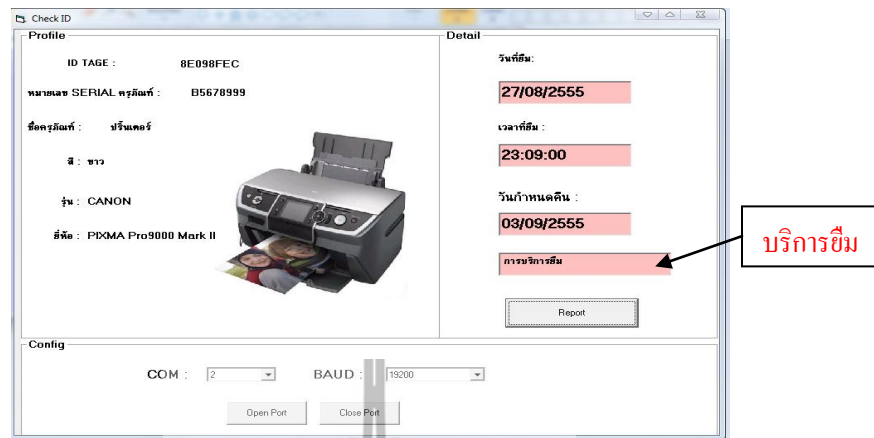 Check ID
Profile
ID TAGE : 8E098FEC
หมายเลข SERIAL ครุภัณฑ์ : B5678999
ชื่อครุภัณฑ์ : ปริ้นเตอร์
สี : ขาว
รุ่น : CANON
ยี่ห้อ : PIXMA Pro9000 Mark II
Detail
วันที่ยืม:
27/08/2555
เวลาที่ยืม :
23:09:00
วันกำหนดคืน :
03/09/2555
การบริการยืม
Report
บริการยืม
Config
COM : 2 BAUD : 19200
Open Port Close Port